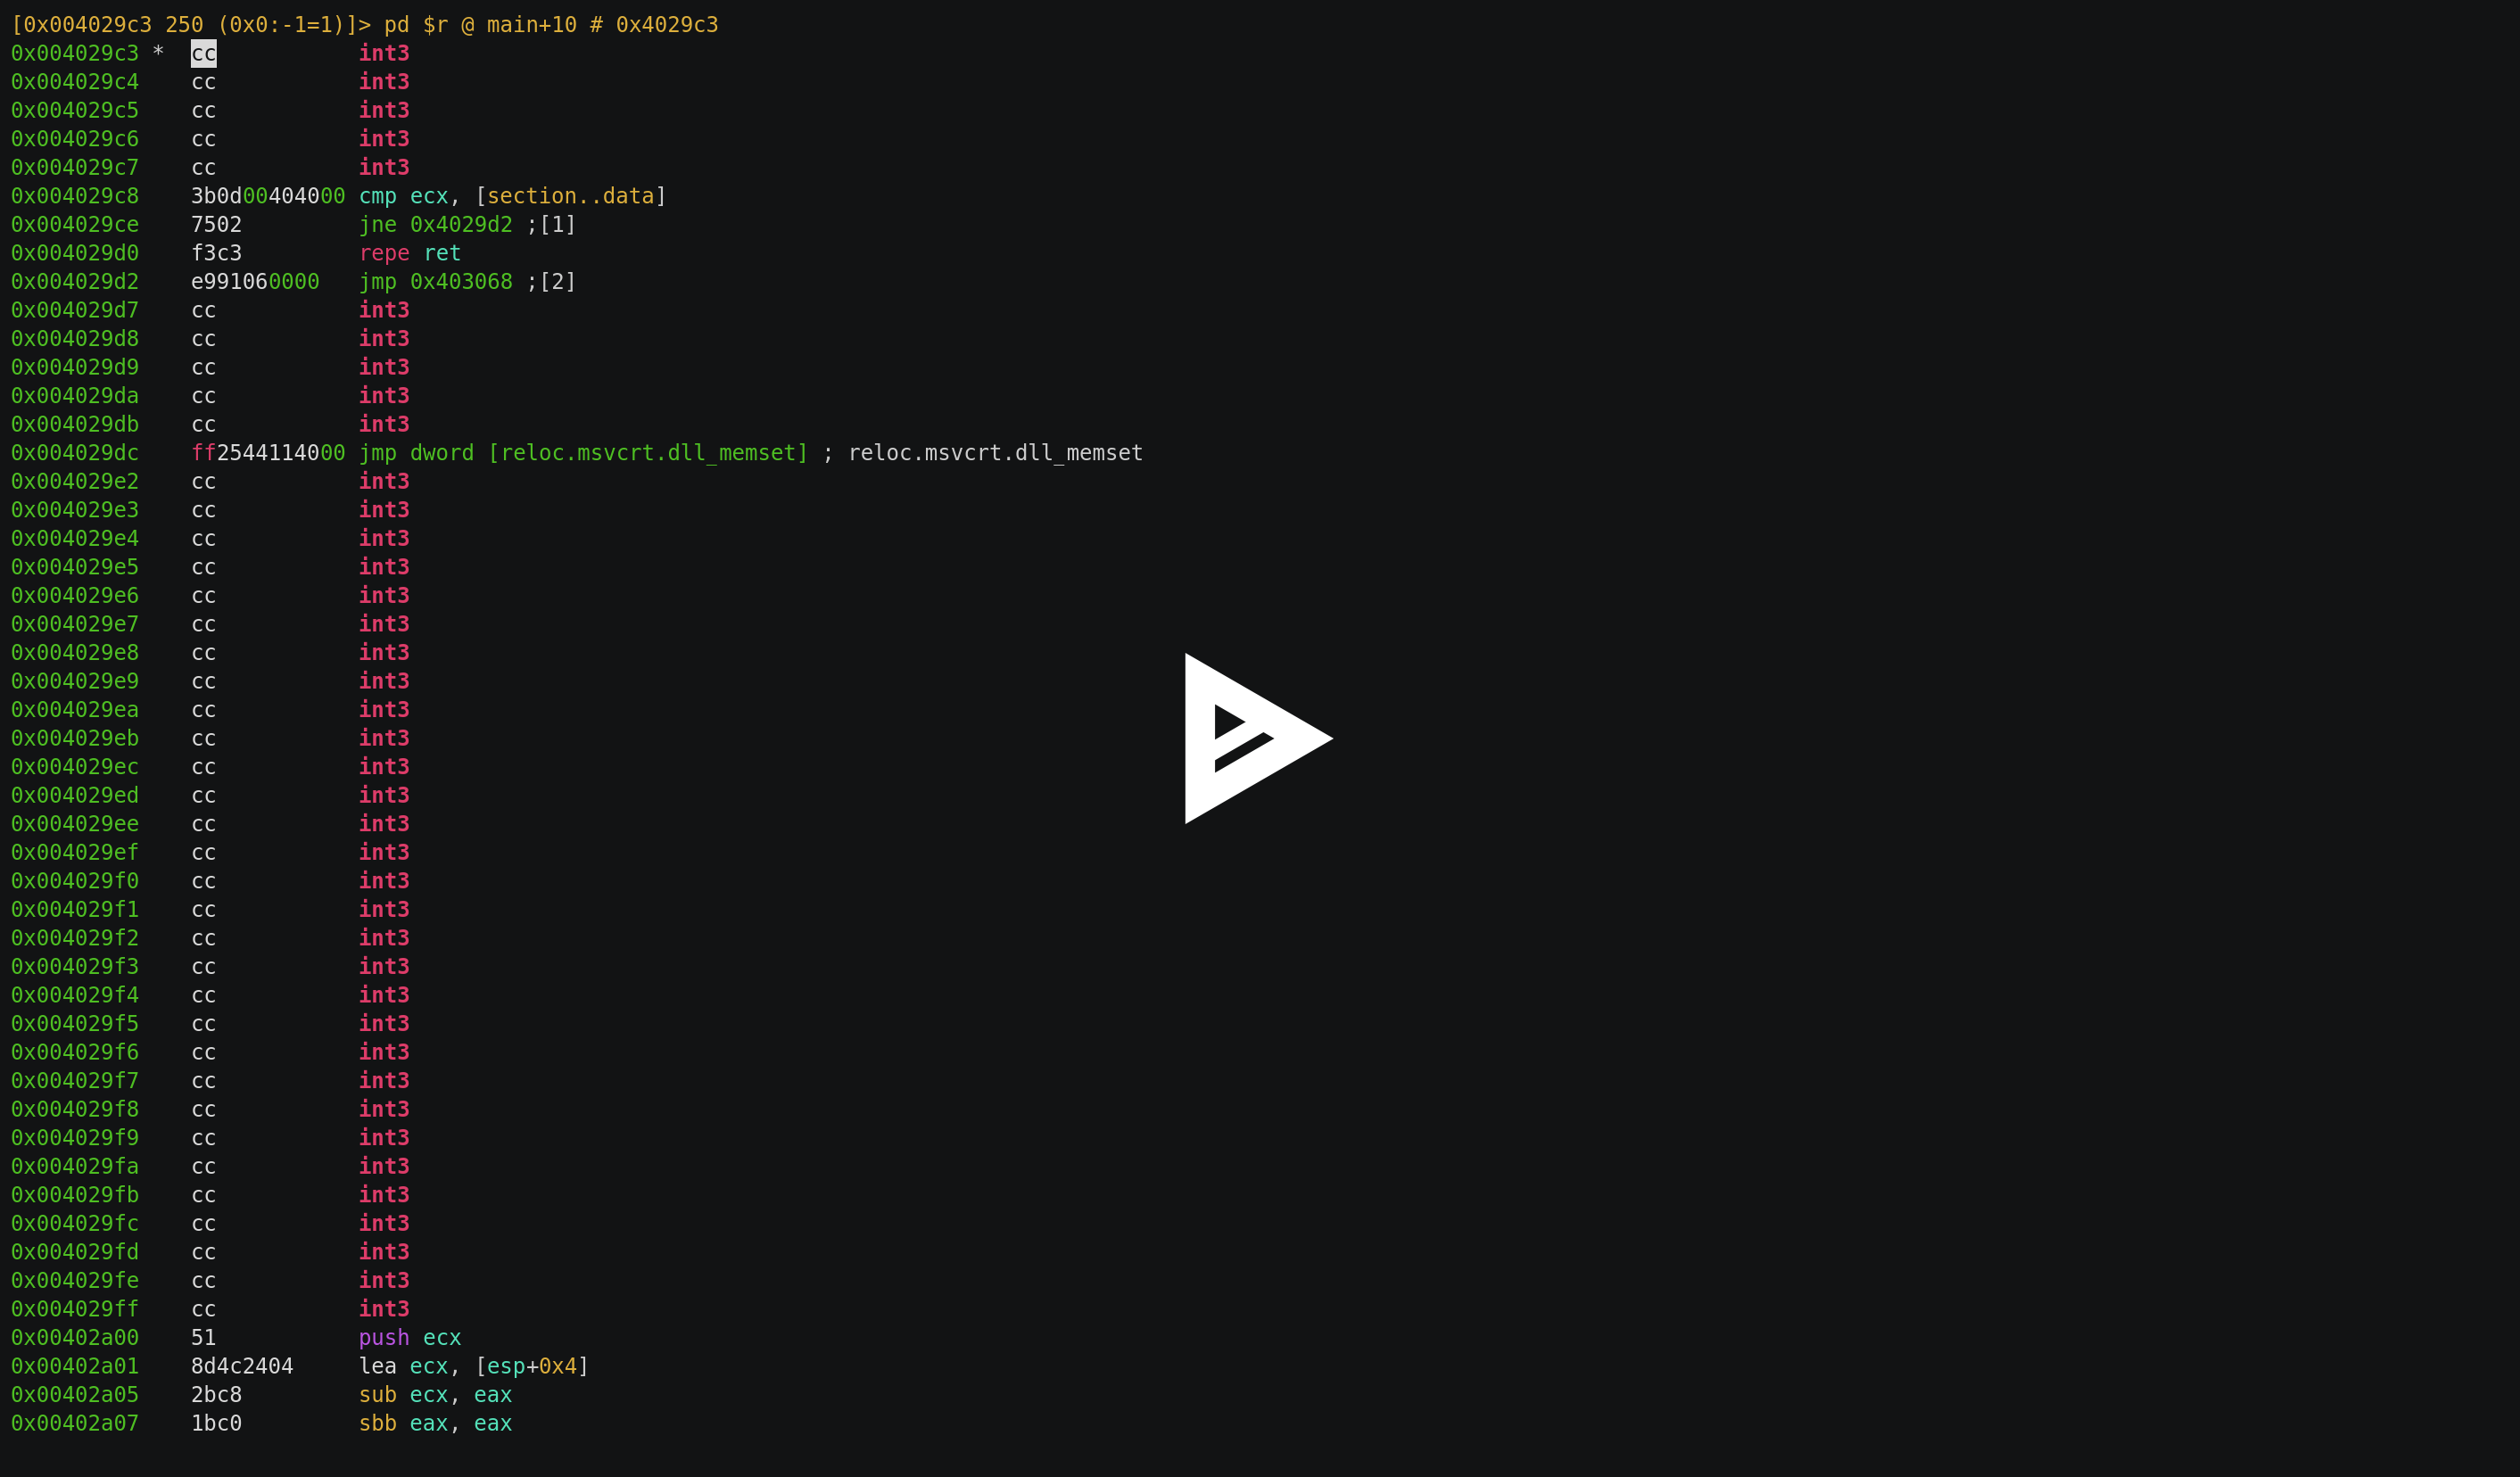 [0x004029c3 250 (0x0:-1=1)]> pd $r @ main+10 # 0x4029c3
0x004029c3 *  cc           int3
0x004029c4    cc           int3
0x004029c5    cc           int3
0x004029c6    cc           int3
0x004029c7    cc           int3
0x004029c8    3b0d00404000 cmp ecx, [section..data]
0x004029ce    7502         jne 0x4029d2 ;[1]
0x004029d0    f3c3         repe ret
0x004029d2    e991060000   jmp 0x403068 ;[2]
0x004029d7    cc           int3
0x004029d8    cc           int3
0x004029d9    cc           int3
0x004029da    cc           int3
0x004029db    cc           int3
0x004029dc    ff2544114000 jmp dword [reloc.msvcrt.dll_memset] ; reloc.msvcrt.dll_memset
0x004029e2    cc           int3
0x004029e3    cc           int3
0x004029e4    cc           int3
0x004029e5    cc           int3
0x004029e6    cc           int3
0x004029e7    cc           int3
0x004029e8    cc           int3
0x004029e9    cc           int3
0x004029ea    cc           int3
0x004029eb    cc           int3
0x004029ec    cc           int3
0x004029ed    cc           int3
0x004029ee    cc           int3
0x004029ef    cc           int3
0x004029f0    cc           int3
0x004029f1    cc           int3
0x004029f2    cc           int3
0x004029f3    cc           int3
0x004029f4    cc           int3
0x004029f5    cc           int3
0x004029f6    cc           int3
0x004029f7    cc           int3
0x004029f8    cc           int3
0x004029f9    cc           int3
0x004029fa    cc           int3
0x004029fb    cc           int3
0x004029fc    cc           int3
0x004029fd    cc           int3
0x004029fe    cc           int3
0x004029ff    cc           int3
0x00402a00    51           push ecx
0x00402a01    8d4c2404     lea ecx, [esp+0x4]
0x00402a05    2bc8         sub ecx, eax
0x00402a07    1bc0         sbb eax, eax